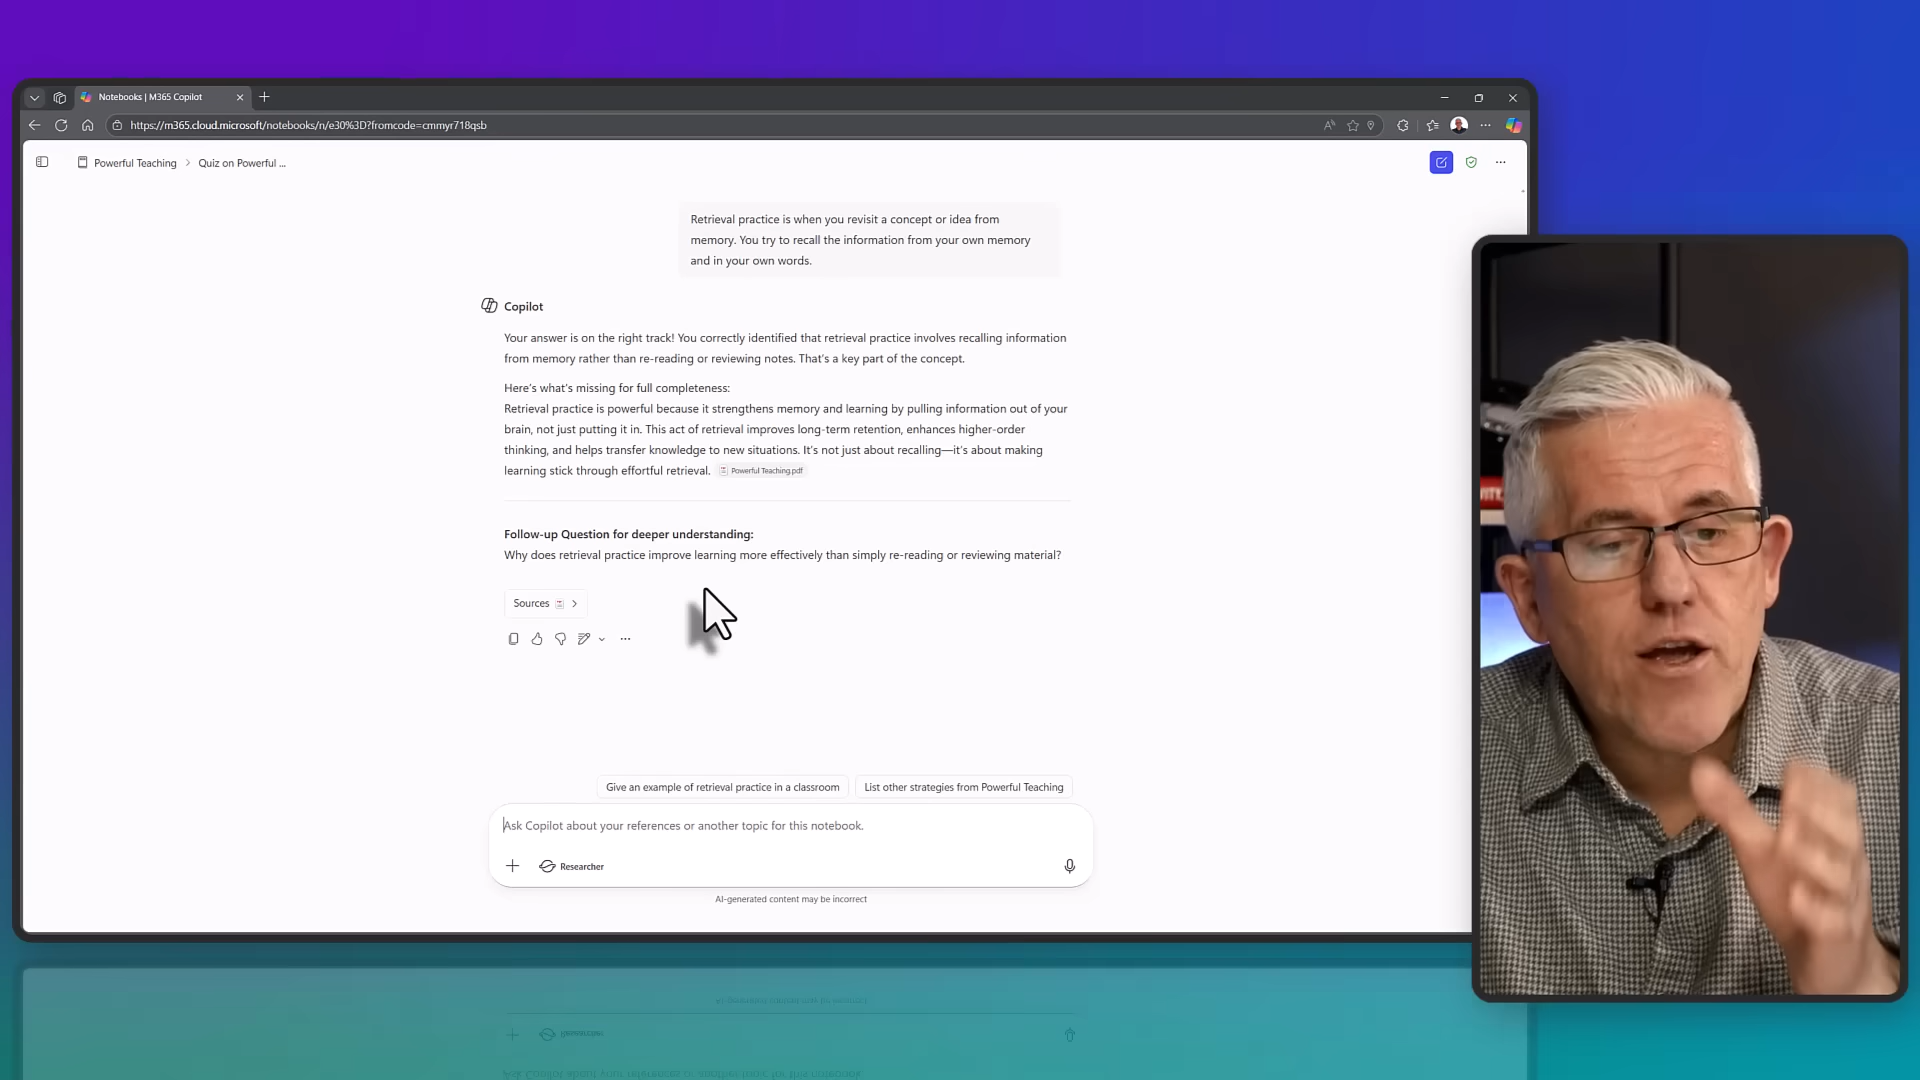 Notebooks | M365 Copilot
https://m365.cloud.microsoft/notebooks/n/e30%3D?fromcode=cmmyr718qsb
Powerful Teaching > Quiz on Powerful ...
Retrieval practice is when you revisit a concept or idea from
memory. You try to recall the information from your own memory
and in your own words.
Copilot
Your answer is on the right track! You correctly identified that retrieval practice involves recalling information
from memory rather than re-reading or reviewing notes. That's a key part of the concept.
Here's what's missing for full completeness:
Retrieval practice is powerful because it strengthens memory and learning by pulling information out of your
brain, not just putting it in. This act of retrieval improves long-term retention, enhances higher-order
thinking, and helps transfer knowledge to new situations. It's not just about recalling—it's about making
learning stick through effortful retrieval. Powerful Teaching.pdf
Follow-up Question for deeper understanding:
Why does retrieval practice improve learning more effectively than simply re-reading or reviewing material?
Sources
Give an example of retrieval practice in a classroom
List other strategies from Powerful Teaching
Ask Copilot about your references or another topic for this notebook.
Researcher
AI-generated content may be incorrect